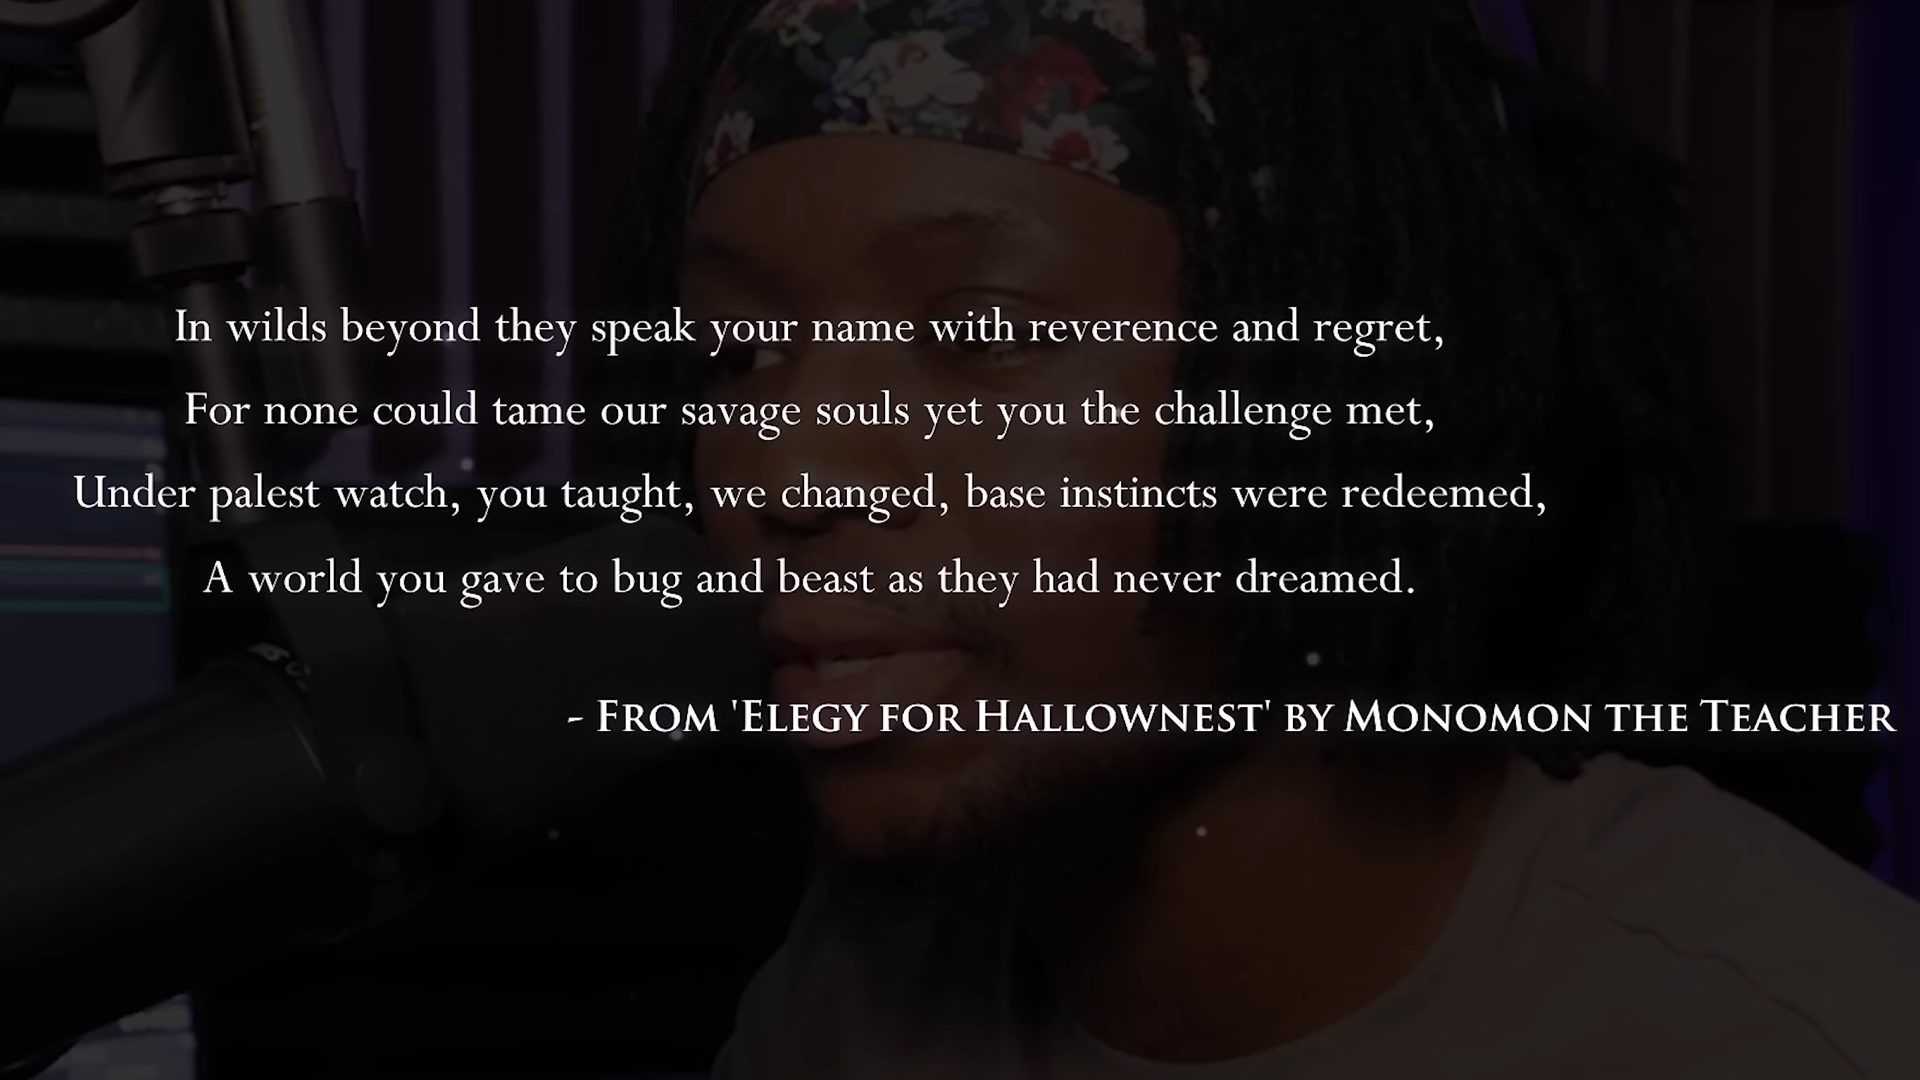 In wilds beyond they speak your name with reverence and regret,
For none could tame our savage souls yet you the challenge met,
Under palest watch, you taught, we changed, base instincts were redeemed,
A world you gave to bug and beast as they had never dreamed.
- From 'Elegy for Hallownest' by Monomon the Teacher